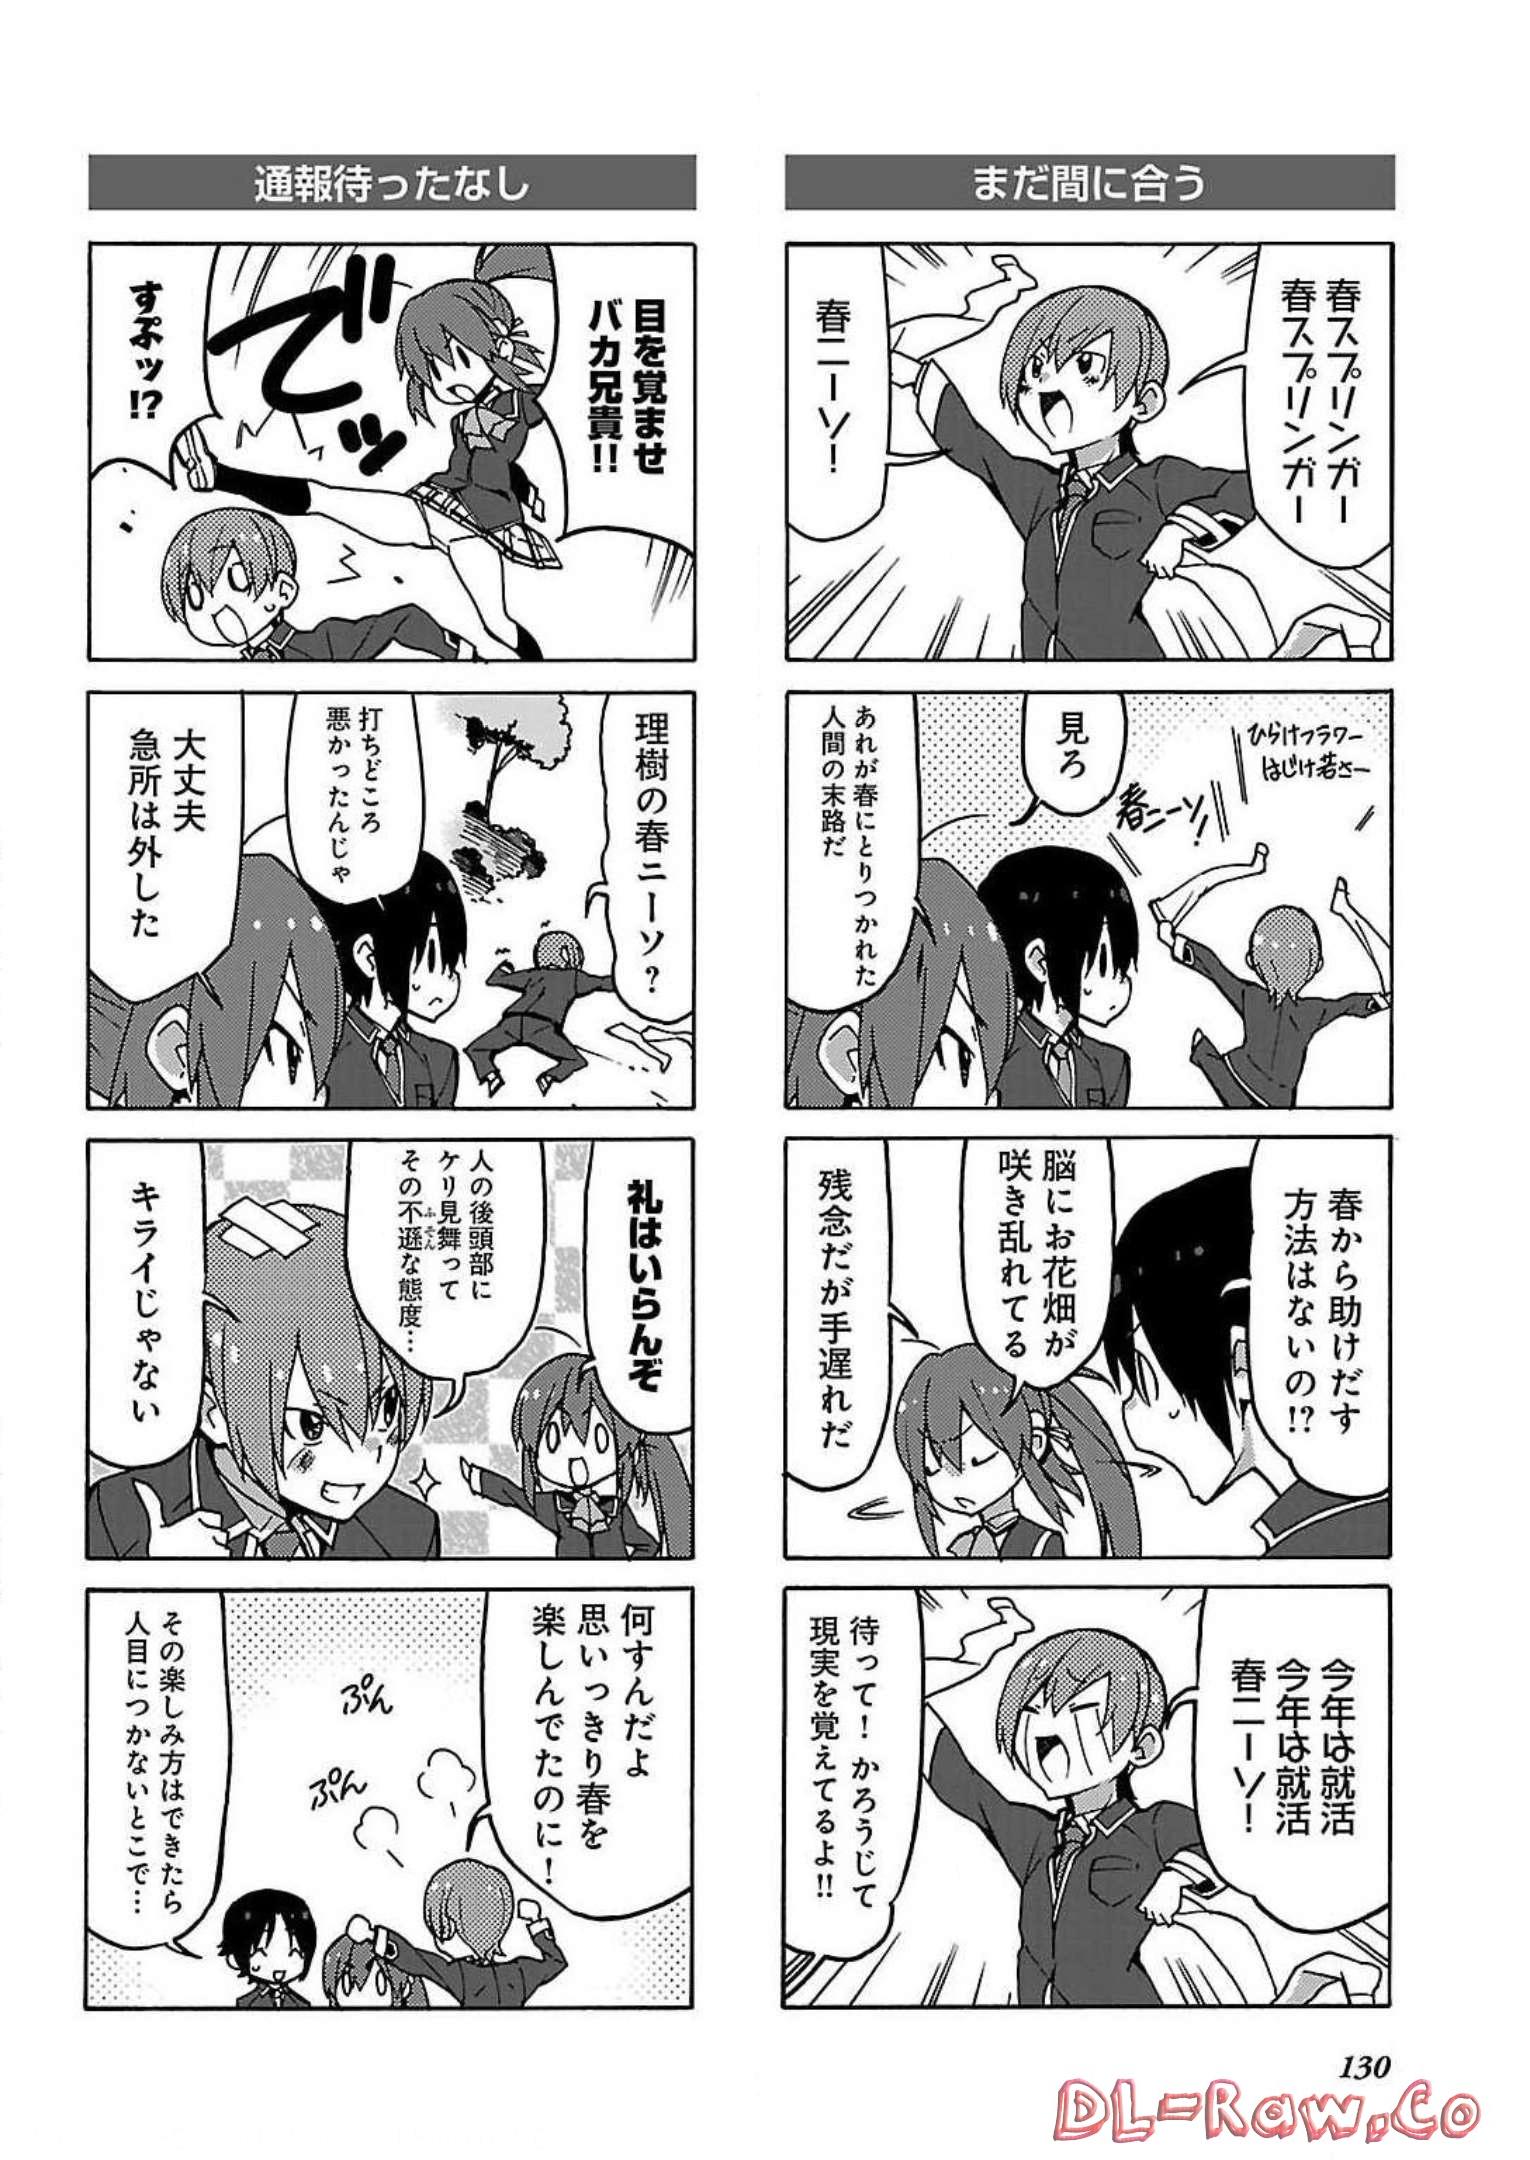 まだ間に合う
春スプリンガー
春スプリンガー
春ニーソ！
ひらけフラワー
はじけ若さー
春ニーソ！
見ろ
あれが春にとりつかれた
人間の末路だ
春から助けだす
方法はないの!?
脳にお花畑が
咲き乱れてる
残念だが手遅れだ
今年は就活
今年は就活
春ニーソ！
待って！かろうじて
現実を覚えてるよ!!
通報待ったなし
目を覚ませ
バカ兄貴!!
でぃッ
すぷッ!?
理樹の春ニーソ？
打ちどころ
悪かったんじゃ
大丈夫
急所は外した
礼はいらんぞ
人の後頭部に
ケリ見舞って
その不遜な態度…
ふそん
キライじゃない
何すんだよ
思いっきり春を
楽しんでたのに！
ぷん
ぷん
その楽しみ方はできたら
人目につかないとこで…
130
DL-Raw.Co